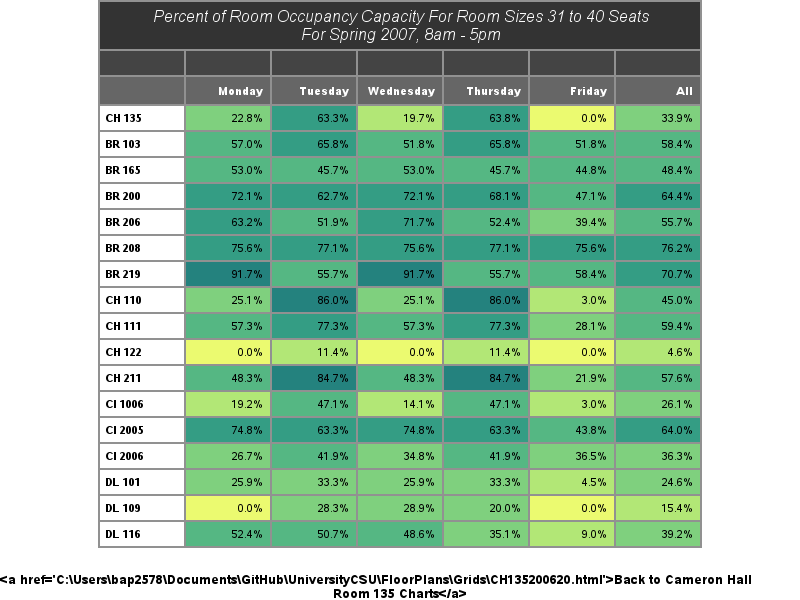 Percent of Room Occupancy Capacity For Room Sizes 31 to 40 Seats
For Spring 2007, 8am - 5pm
Monday Tuesday Wednesday Thursday Friday All
CH 135 22.8% 63.3% 19.7% 63.8% 0.0% 33.9%
BR 103 57.0% 65.8% 51.8% 65.8% 51.8% 58.4%
BR 165 53.0% 45.7% 53.0% 45.7% 44.8% 48.4%
BR 200 72.1% 62.7% 72.1% 68.1% 47.1% 64.4%
BR 206 63.2% 51.9% 71.7% 52.4% 39.4% 55.7%
BR 208 75.6% 77.1% 75.6% 77.1% 75.6% 76.2%
BR 219 91.7% 55.7% 91.7% 55.7% 58.4% 70.7%
CH 110 25.1% 86.0% 25.1% 86.0% 3.0% 45.0%
CH 111 57.3% 77.3% 57.3% 77.3% 28.1% 59.4%
CH 122 0.0% 11.4% 0.0% 11.4% 0.0% 4.6%
CH 211 48.3% 84.7% 48.3% 84.7% 21.9% 57.6%
CI 1006 19.2% 47.1% 14.1% 47.1% 3.0% 26.1%
CI 2005 74.8% 63.3% 74.8% 63.3% 43.8% 64.0%
CI 2006 26.7% 41.9% 34.8% 41.9% 36.5% 36.3%
DL 101 25.9% 33.3% 25.9% 33.3% 4.5% 24.6%
DL 109 0.0% 28.3% 28.9% 20.0% 0.0% 15.4%
DL 116 52.4% 50.7% 48.6% 35.1% 9.0% 39.2%
<a href='C:\Users\bap2578\Documents\GitHub\UniversityCSU\FloorPlans\Grids\CH135200620.html'>Back to Cameron Hall
Room 135 Charts</a>